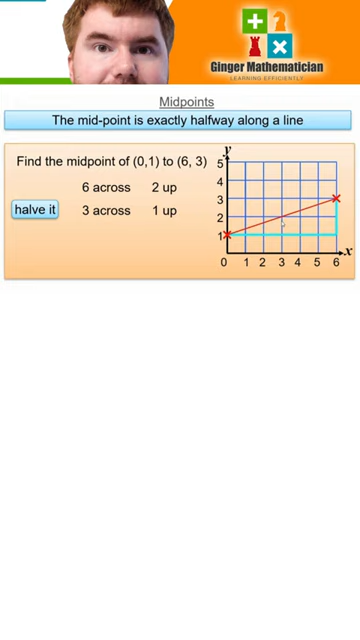 Ginger Mathematician
LEARNING EFFICIENTLY
Midpoints
The mid-point is exactly halfway along a line
Find the midpoint of (0,1) to (6, 3)
6 across 2 up
halve it 3 across 1 up
y
5
4
3
2
1
0 1 2 3 4 5 6
x